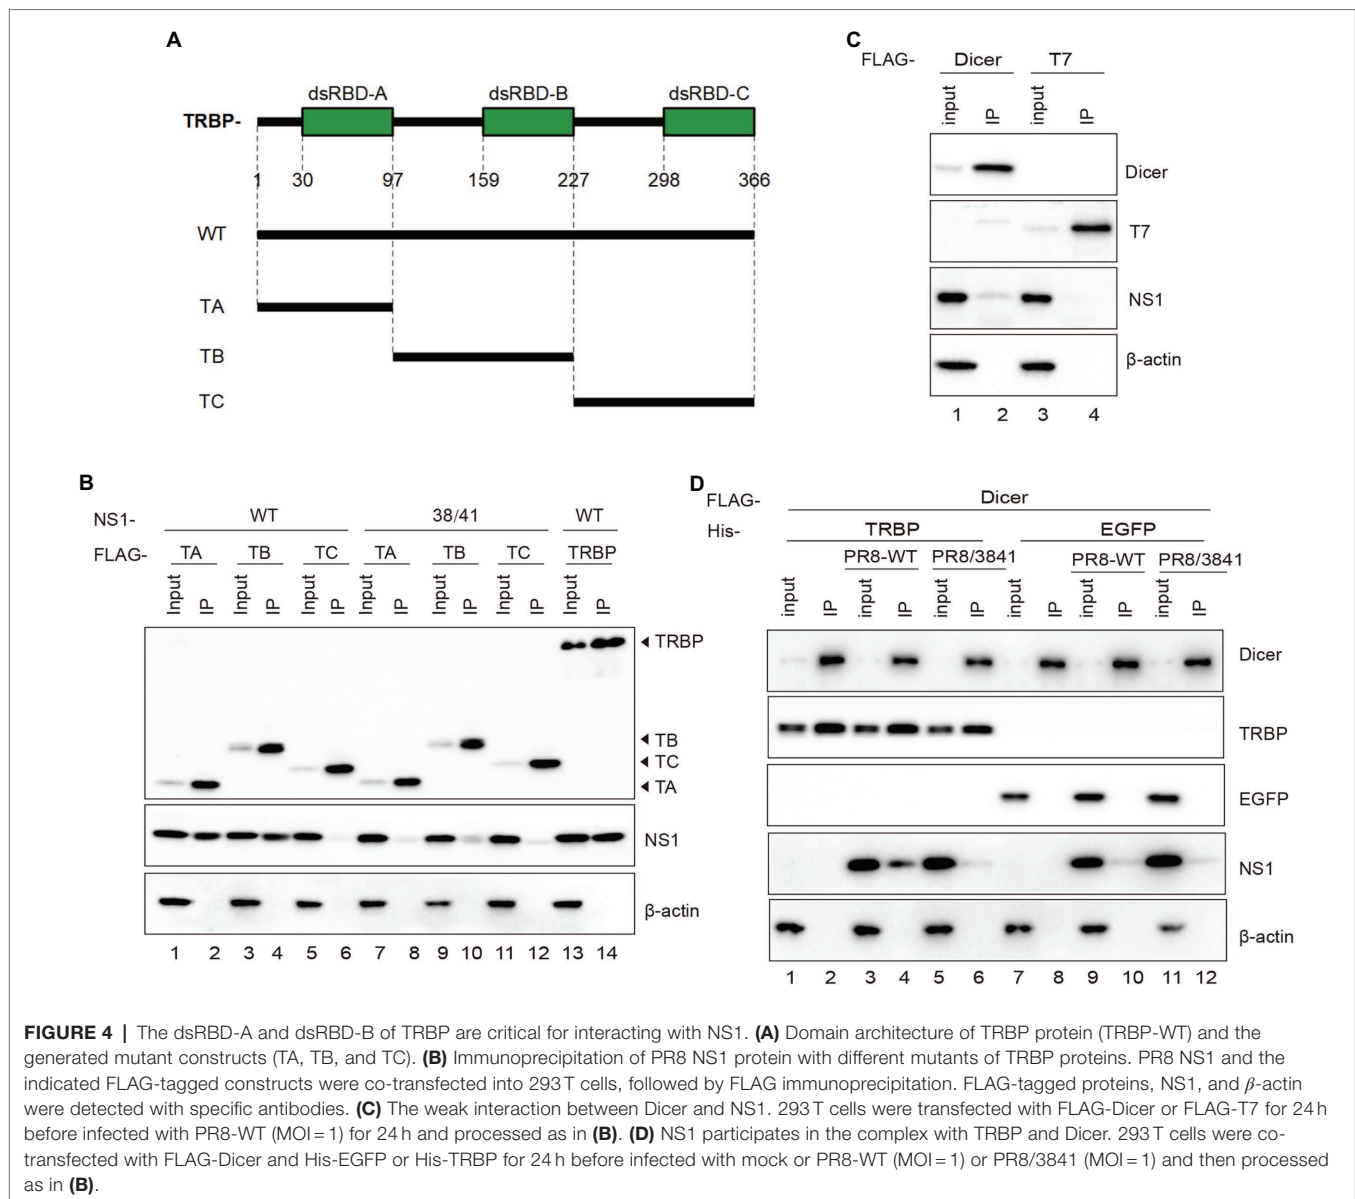 A
dsRBD-A dsRBD-B dsRBD-C
TRBP-
1 30 97 159 227 298 366
WT
TA
TB
TC
C
FLAG- Dicer T7
input IP input IP
Dicer
T7
NS1
β-actin
1 2 3 4
B
NS1- WT 38/41 WT
FLAG- TA TB TC TA TB TC TRBP
Input IP Input IP Input IP Input IP Input IP Input IP Input IP
TRBP
TB
TC
TA
NS1
β-actin
1 2 3 4 5 6 7 8 9 10 11 12 13 14
D
FLAG- Dicer
His- TRBP EGFP
PR8-WT PR8/3841 PR8-WT PR8/3841
input IP input IP input IP input IP input IP input IP
Dicer
TRBP
EGFP
NS1
β-actin
1 2 3 4 5 6 7 8 9 10 11 12
FIGURE 4 | The dsRBD-A and dsRBD-B of TRBP are critical for interacting with NS1. (A) Domain architecture of TRBP protein (TRBP-WT) and the
generated mutant constructs (TA, TB, and TC). (B) Immunoprecipitation of PR8 NS1 protein with different mutants of TRBP proteins. PR8 NS1 and the
indicated FLAG-tagged constructs were co-transfected into 293 T cells, followed by FLAG immunoprecipitation. FLAG-tagged proteins, NS1, and β-actin
were detected with specific antibodies. (C) The weak interaction between Dicer and NS1. 293 T cells were transfected with FLAG-Dicer or FLAG-T7 for 24 h
before infected with PR8-WT (MOI = 1) for 24 h and processed as in (B). (D) NS1 participates in the complex with TRBP and Dicer. 293 T cells were co-
transfected with FLAG-Dicer and His-EGFP or His-TRBP for 24 h before infected with mock or PR8-WT (MOI = 1) or PR8/3841 (MOI = 1) and then processed
as in (B).